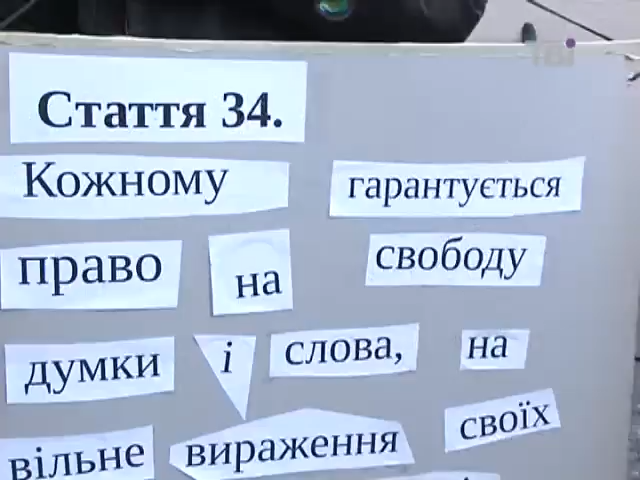 Стаття 34.
Кожному гарантується
право на свободу
думки і слова, на
вільне вираження своїх